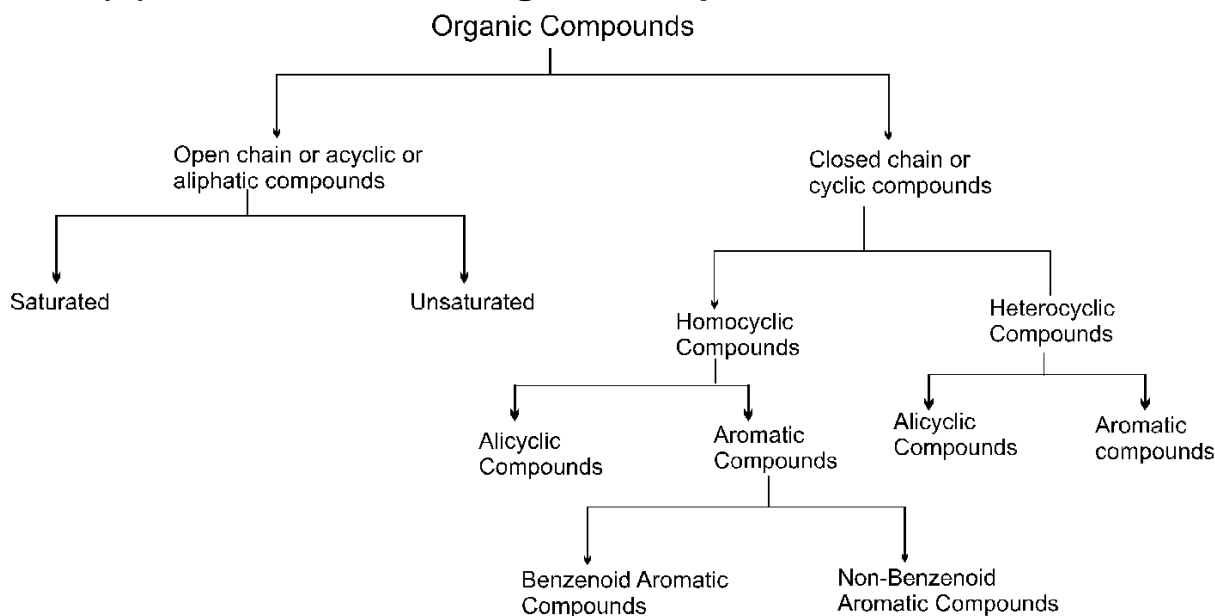 Organic Compounds
Open chain or acyclic or
aliphatic compounds
Closed chain or
cyclic compounds
Saturated
Unsaturated
Homocyclic
Compounds
Heterocyclic
Compounds
Alicyclic
Compounds
Aromatic
Compounds
Alicyclic
Compounds
Aromatic
compounds
Benzenoid Aromatic
Compounds
Non-Benzenoid
Aromatic Compounds